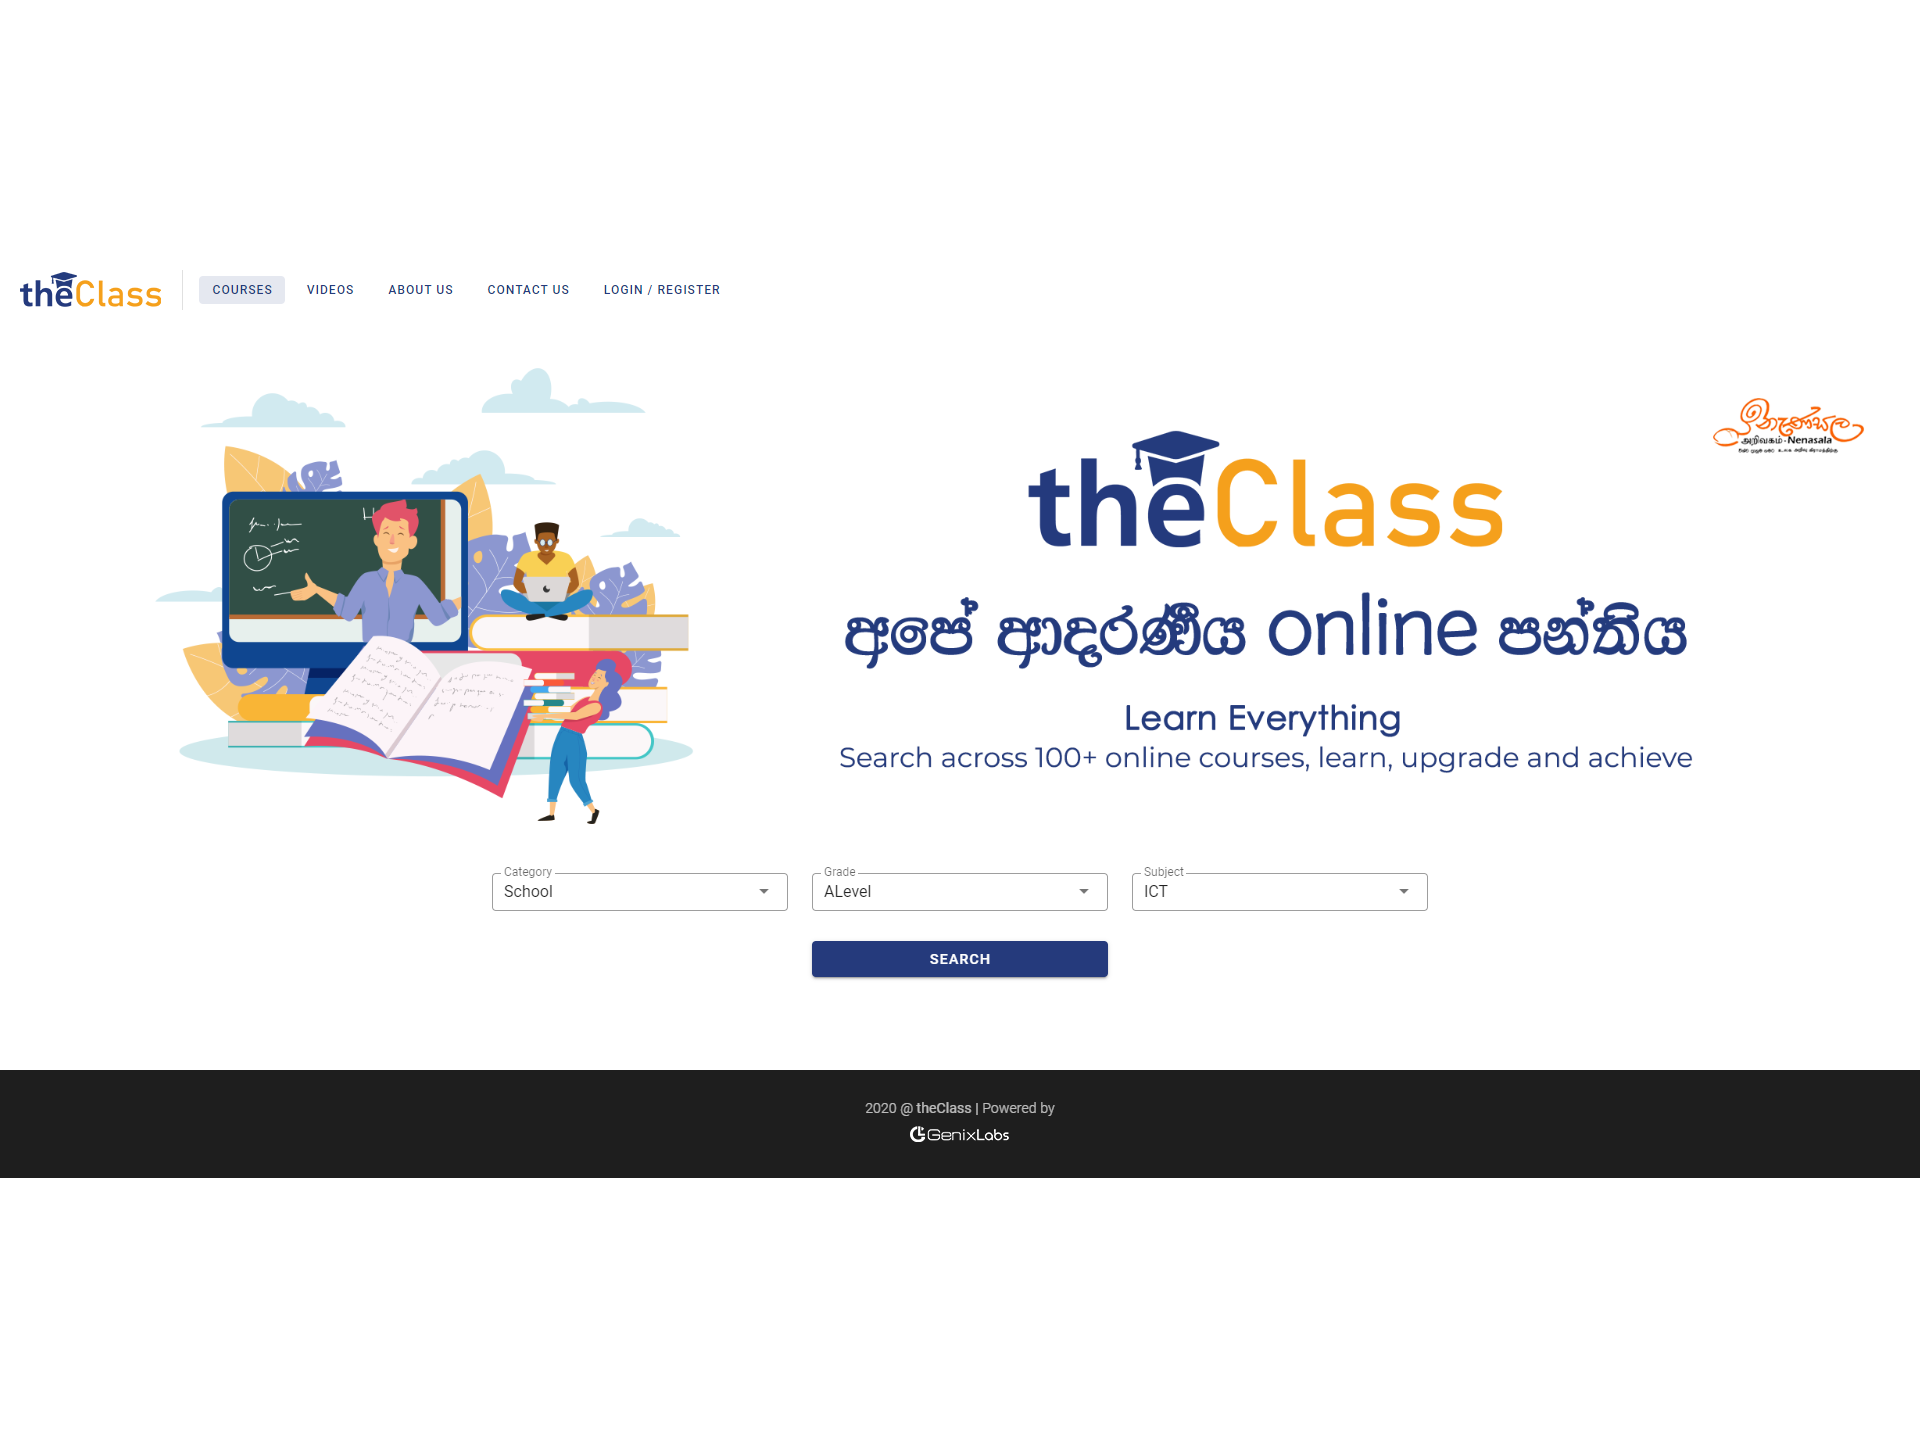 theClass
COURSES
VIDEOS
ABOUT US
CONTACT US
LOGIN / REGISTER
නැණසල
அறிவகம் - Nenasala
theClass
අපේ ආදරණීය online පන්තිය
Learn Everything
Search across 100+ online courses, learn, upgrade and achieve
Category
School
Grade
ALevel
Subject
ICT
SEARCH
2020 @ theClass | Powered by
GenixLabs